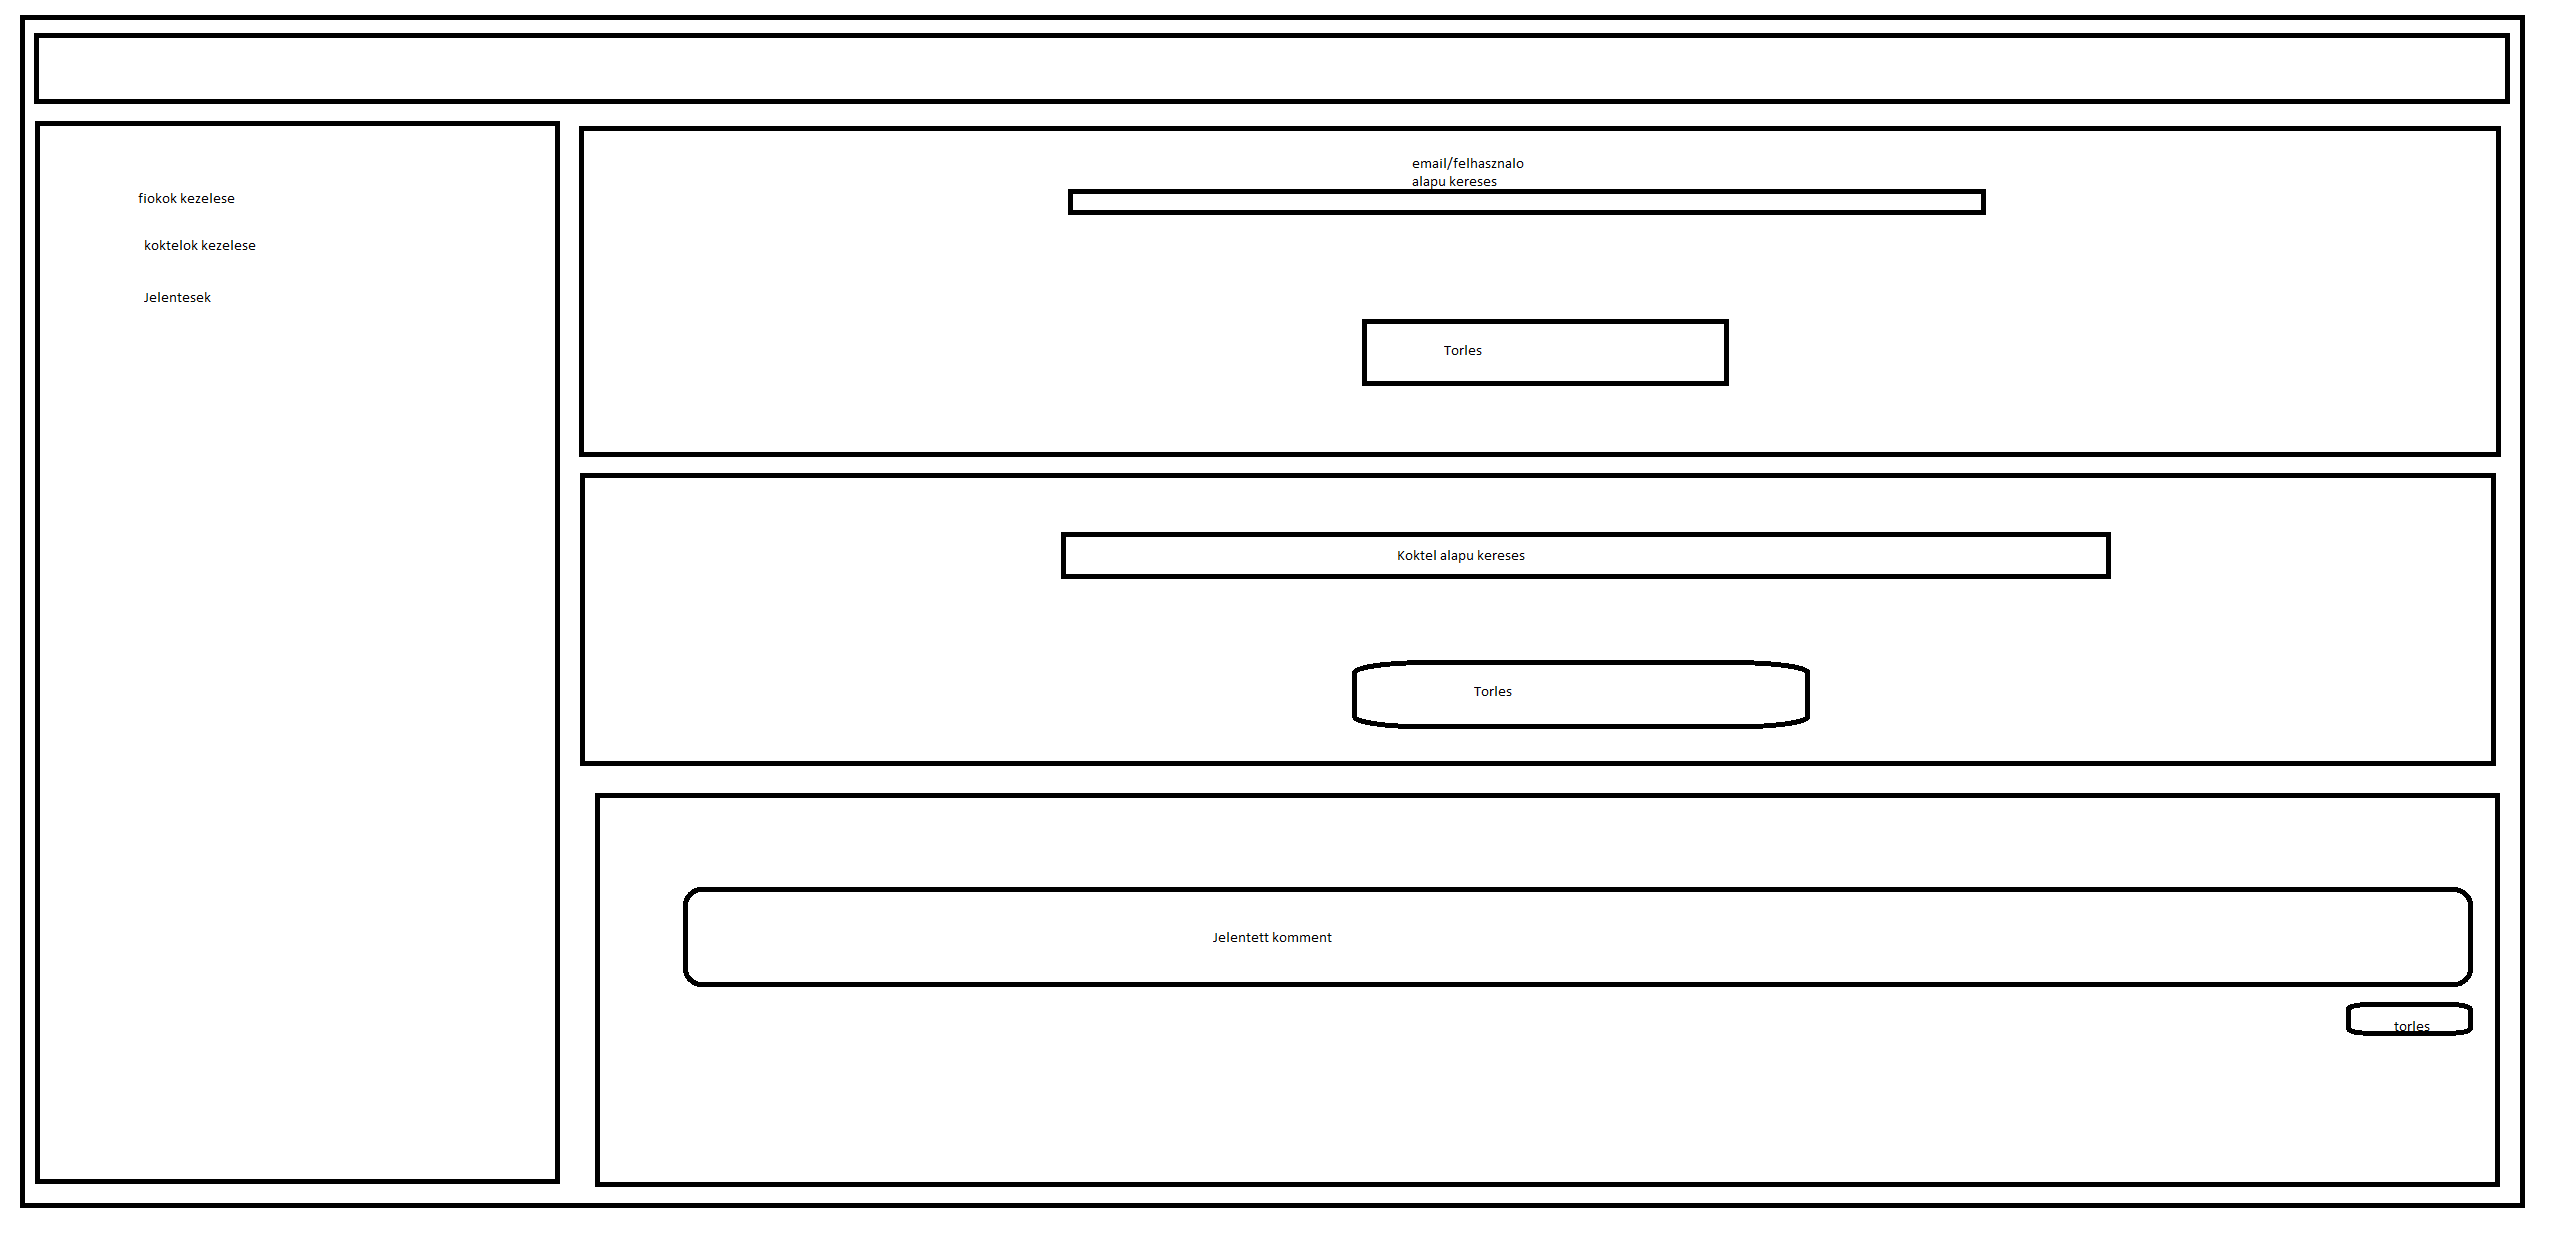 fiokok kezelese
koktelok kezelese
Jelentesek
email/felhasznalo
alapu kereses
Torles
Koktel alapu kereses
Torles
Jelentett komment
torles